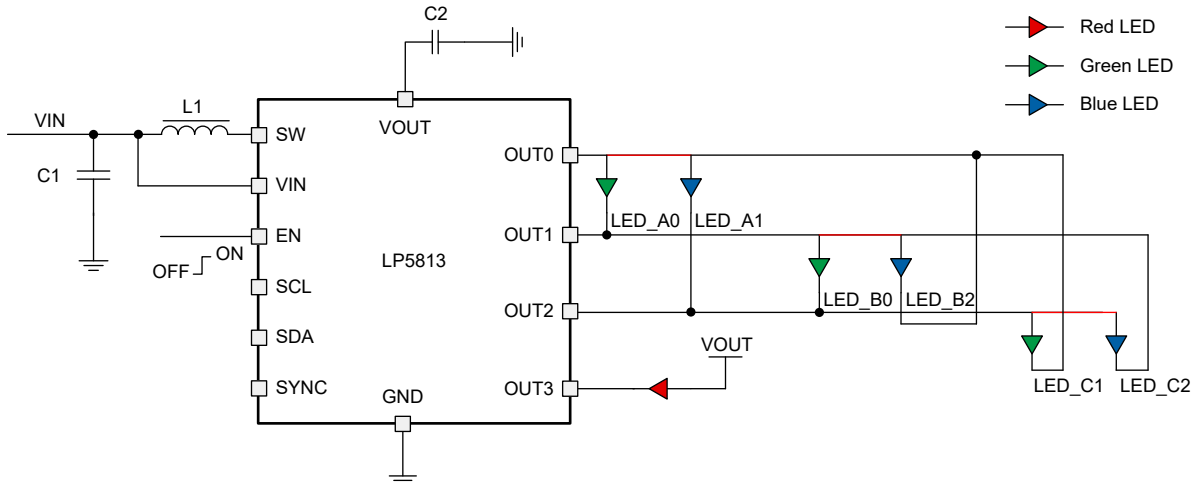 C2
Red LED
Green LED
Blue LED
VIN
L1
C1
SW
VOUT
OUT0
VIN
LED_A0
LED_A1
EN
OUT1
OFF
ON
LP5813
SCL
LED_B0
LED_B2
OUT2
SDA
VOUT
SYNC
GND
OUT3
LED_C1
LED_C2